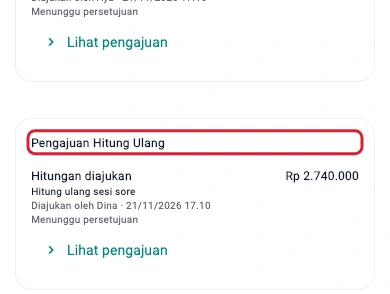 Menunggu persetujuan
Lihat pengajuan
Pengajuan Hitung Ulang
Hitungan diajukan Rp 2.740.000
Hitung ulang sesi sore
Diajukan oleh Dina · 21/11/2026 17.10
Menunggu persetujuan
Lihat pengajuan